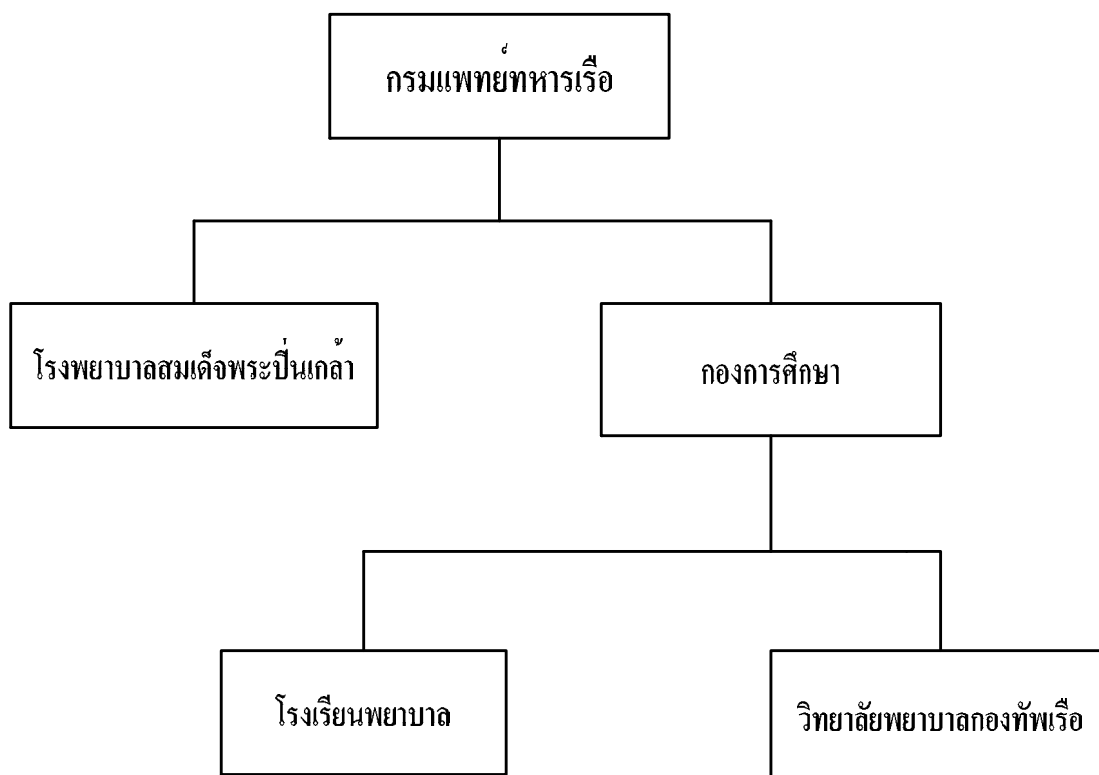 กรมแพทย์ทหารเรือ
โรงพยาบาลสมเด็จพระปิ่นเกล้า
กองการศึกษา
โรงเรียนพยาบาล
วิทยาลัยพยาบาลกองทัพเรือ